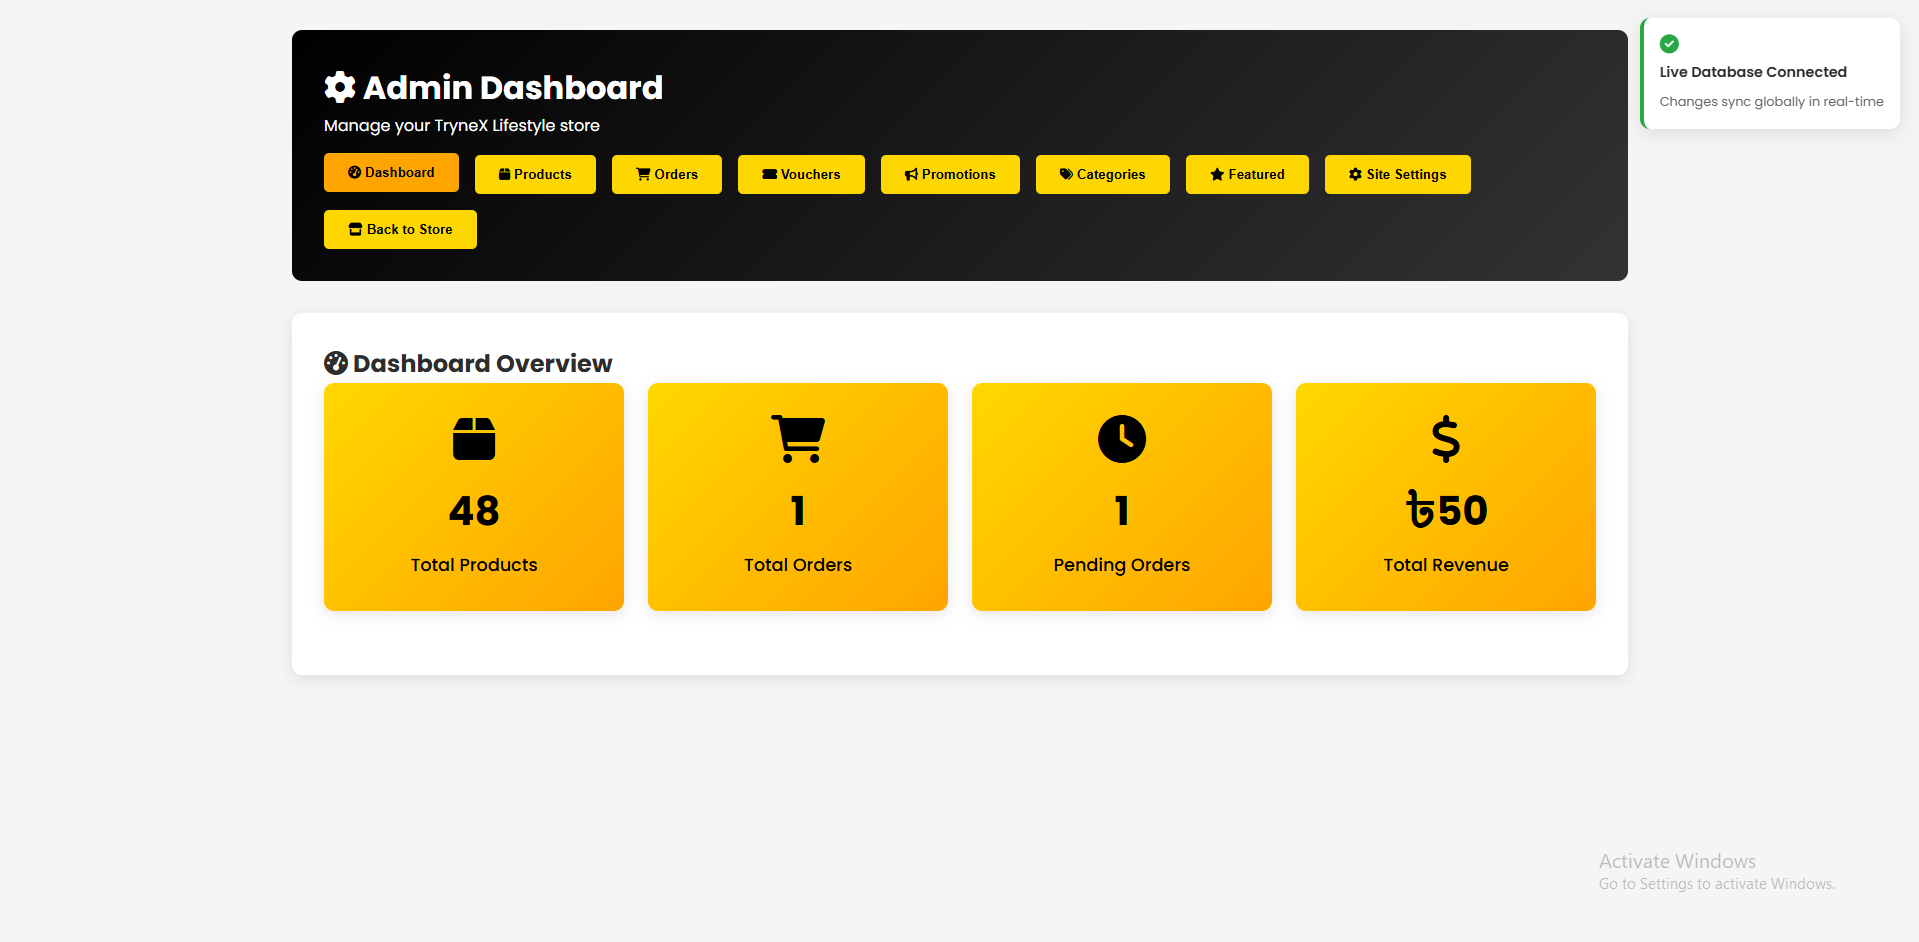 Admin Dashboard
Manage your TryneX Lifestyle store
Dashboard
Products
Orders
Vouchers
Promotions
Categories
Featured
Site Settings
Back to Store
Live Database Connected
Changes sync globally in real-time
Dashboard Overview
48
Total Products
1
Total Orders
1
Pending Orders
৳50
Total Revenue
Activate Windows
Go to Settings to activate Windows.